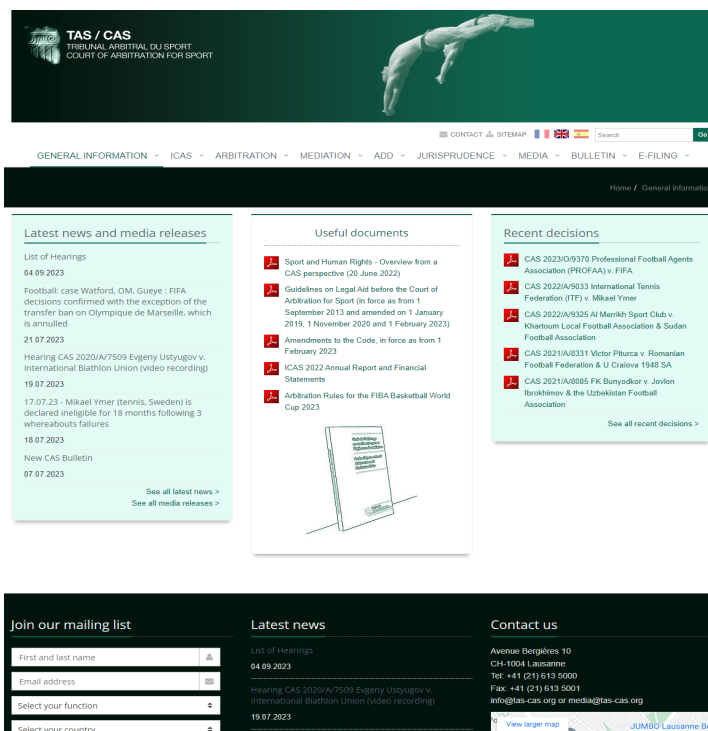 TAS / CAS
TRIBUNAL ARBITRAL DU SPORT
COURT OF ARBITRATION FOR SPORT
CONTACT SITEMAP Search Go
GENERAL INFORMATION ICAS ARBITRATION MEDIATION ADD JURISPRUDENCE MEDIA BULLETIN E-FILING
Home / General informatio
Latest news and media releases
List of Hearings
04.09.2023
Football: case Watford, OM, Gueye : FIFA
decisions confirmed with the exception of the
transfer ban on Olympique de Marseille, which
is annulled
21.07.2023
Hearing CAS 2020/A/7509 Evgeny Ustyugov v.
International Biathlon Union (video recording)
19.07.2023
17.07.23 - Mikael Ymer (tennis, Sweden) is
declared ineligible for 18 months following 3
whereabouts failures
18.07.2023
New CAS Bulletin
07.07.2023
See all latest news >
See all media releases >
Useful documents
Sport and Human Rights - Overview from a
CAS perspective (20 June 2022)
Guidelines on Legal Aid before the Court of
Arbitration for Sport (in force as from 1
September 2013 and amended on 1 January
2019, 1 November 2020 and 1 February 2023)
Amendments to the Code, in force as from 1
February 2023
ICAS 2022 Annual Report and Financial
Statements
Arbitration Rules for the FIBA Basketball World
Cup 2023
Recent decisions
CAS 2023/O/9370 Professional Football Agents
Association (PROFAA) v. FIFA
CAS 2022/A/9033 International Tennis
Federation (ITF) v. Mikael Ymer
CAS 2022/A/9325 Al Merrikh Sport Club v.
Khartoum Local Football Association & Sudan
Football Association
CAS 2021/A/8331 Victor Piturca v. Romanian
Football Federation & U Craiova 1948 SA
CAS 2021/A/8085 FK Bunyodkor v. Jovlon
Ibrokhimov & the Uzbekistan Football
Association
See all recent decisions >
Join our mailing list
First and last name
Email address
Select your function
Select your country
Latest news
List of Hearings
04.09.2023
Hearing CAS 2020/A/7509 Evgeny Ustyugov v.
International Biathlon Union (video recording)
19.07.2023
Contact us
Avenue Bergières 10
CH-1004 Lausanne
Tel: +41 (21) 613 5000
Fax: +41 (21) 613 5001
info@tas-cas.org or media@tas-cas.org
View larger map
JUMBO Lausanne Be